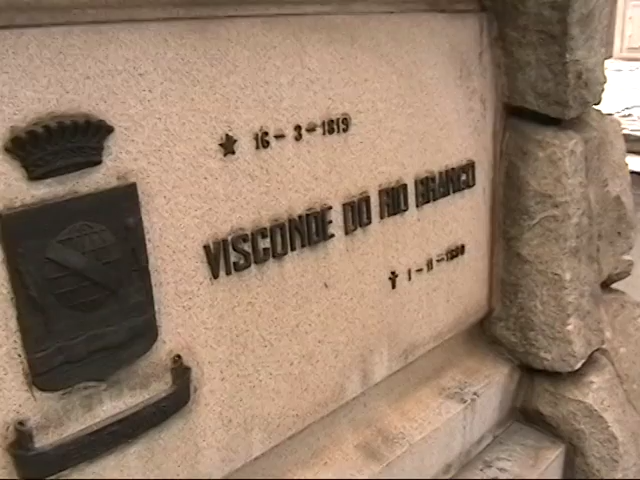 ★ 16-3-1819
VISCONDE DO RIO BRANCO
✝ 1-11-1880